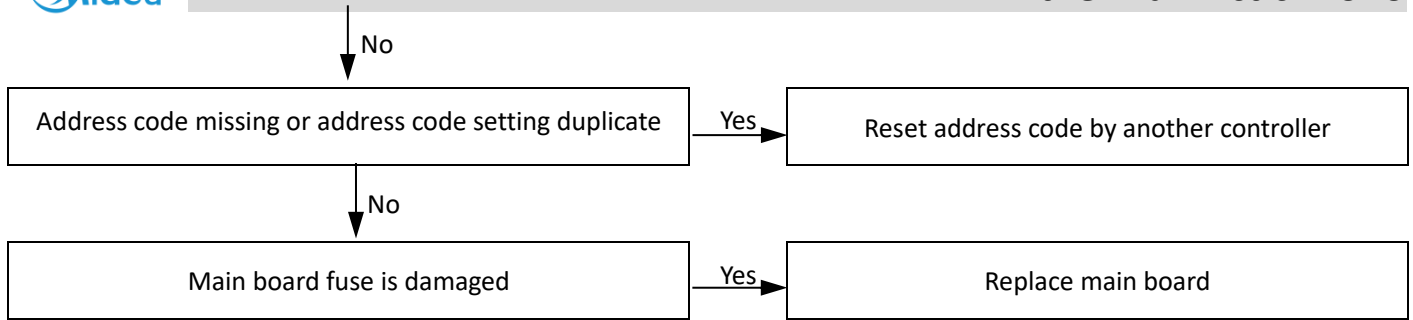 No
Address code missing or address code setting duplicate
Yes
Reset address code by another controller
No
Main board fuse is damaged
Yes
Replace main board